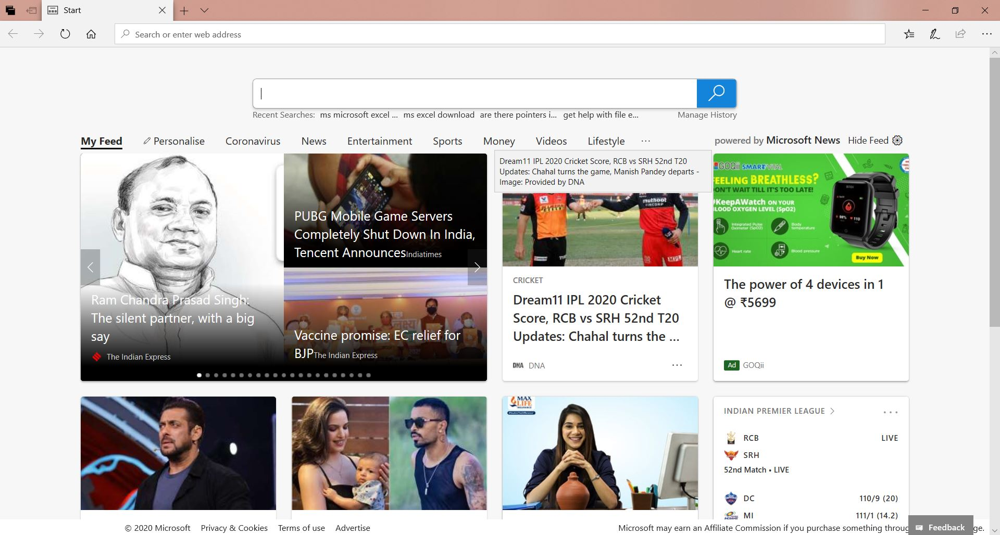 Start
Search or enter web address
Recent Searches: ms microsoft excel ... ms excel download are there pointers i... get help with file e... Manage History
My Feed Personalise Coronavirus News Entertainment Sports Money Videos Lifestyle ... powered by Microsoft News Hide Feed
Ram Chandra Prasad Singh:
The silent partner, with a big
say
The Indian Express
PUBG Mobile Game Servers
Completely Shut Down In India,
Tencent Announces Indiatimes
Vaccine promise: EC relief for
BJP The Indian Express
Dream11 IPL 2020 Cricket Score, RCB vs SRH 52nd T20
Updates: Chahal turns the game, Manish Pandey departs -
Image: Provided by DNA
muthoot
FINCORP
MPL
CRICKET
Dream11 IPL 2020 Cricket
Score, RCB vs SRH 52nd T20
Updates: Chahal turns the ...
DNA DNA
GOQii SMART VITAL
FEELING BREATHLESS?
DON'T WAIT TILL IT'S TOO LATE!
#KeepAWatch ON YOUR
BLOOD OXYGEN LEVEL (SpO2)
Integrated Pulse
Oximeter (SpO2)
Body
temperature
Heart rate
Blood pressure
Buy Now
The power of 4 devices in 1
@ ₹5699
Ad GOQii
MAX
LIFE
INSURANCE
INDIAN PREMIER LEAGUE
RCB LIVE
SRH
52nd Match • LIVE
DC 110/9 (20)
MI 111/1 (14.2)
© 2020 Microsoft Privacy & Cookies Terms of use Advertise
Microsoft may earn an Affiliate Commission if you purchase something throug
Feedback
ge.